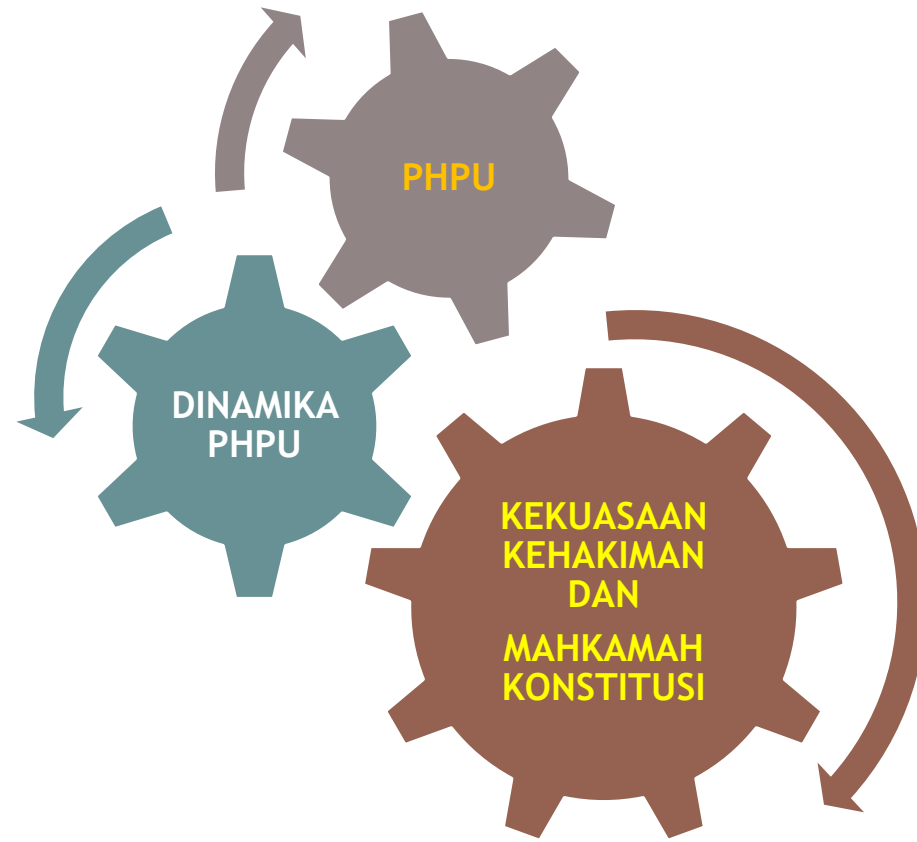 PHPU
DINAMIKA
PHPU
KEKUASAAN
KEHAKIMAN
DAN
MAHKAMAH
KONSTITUSI